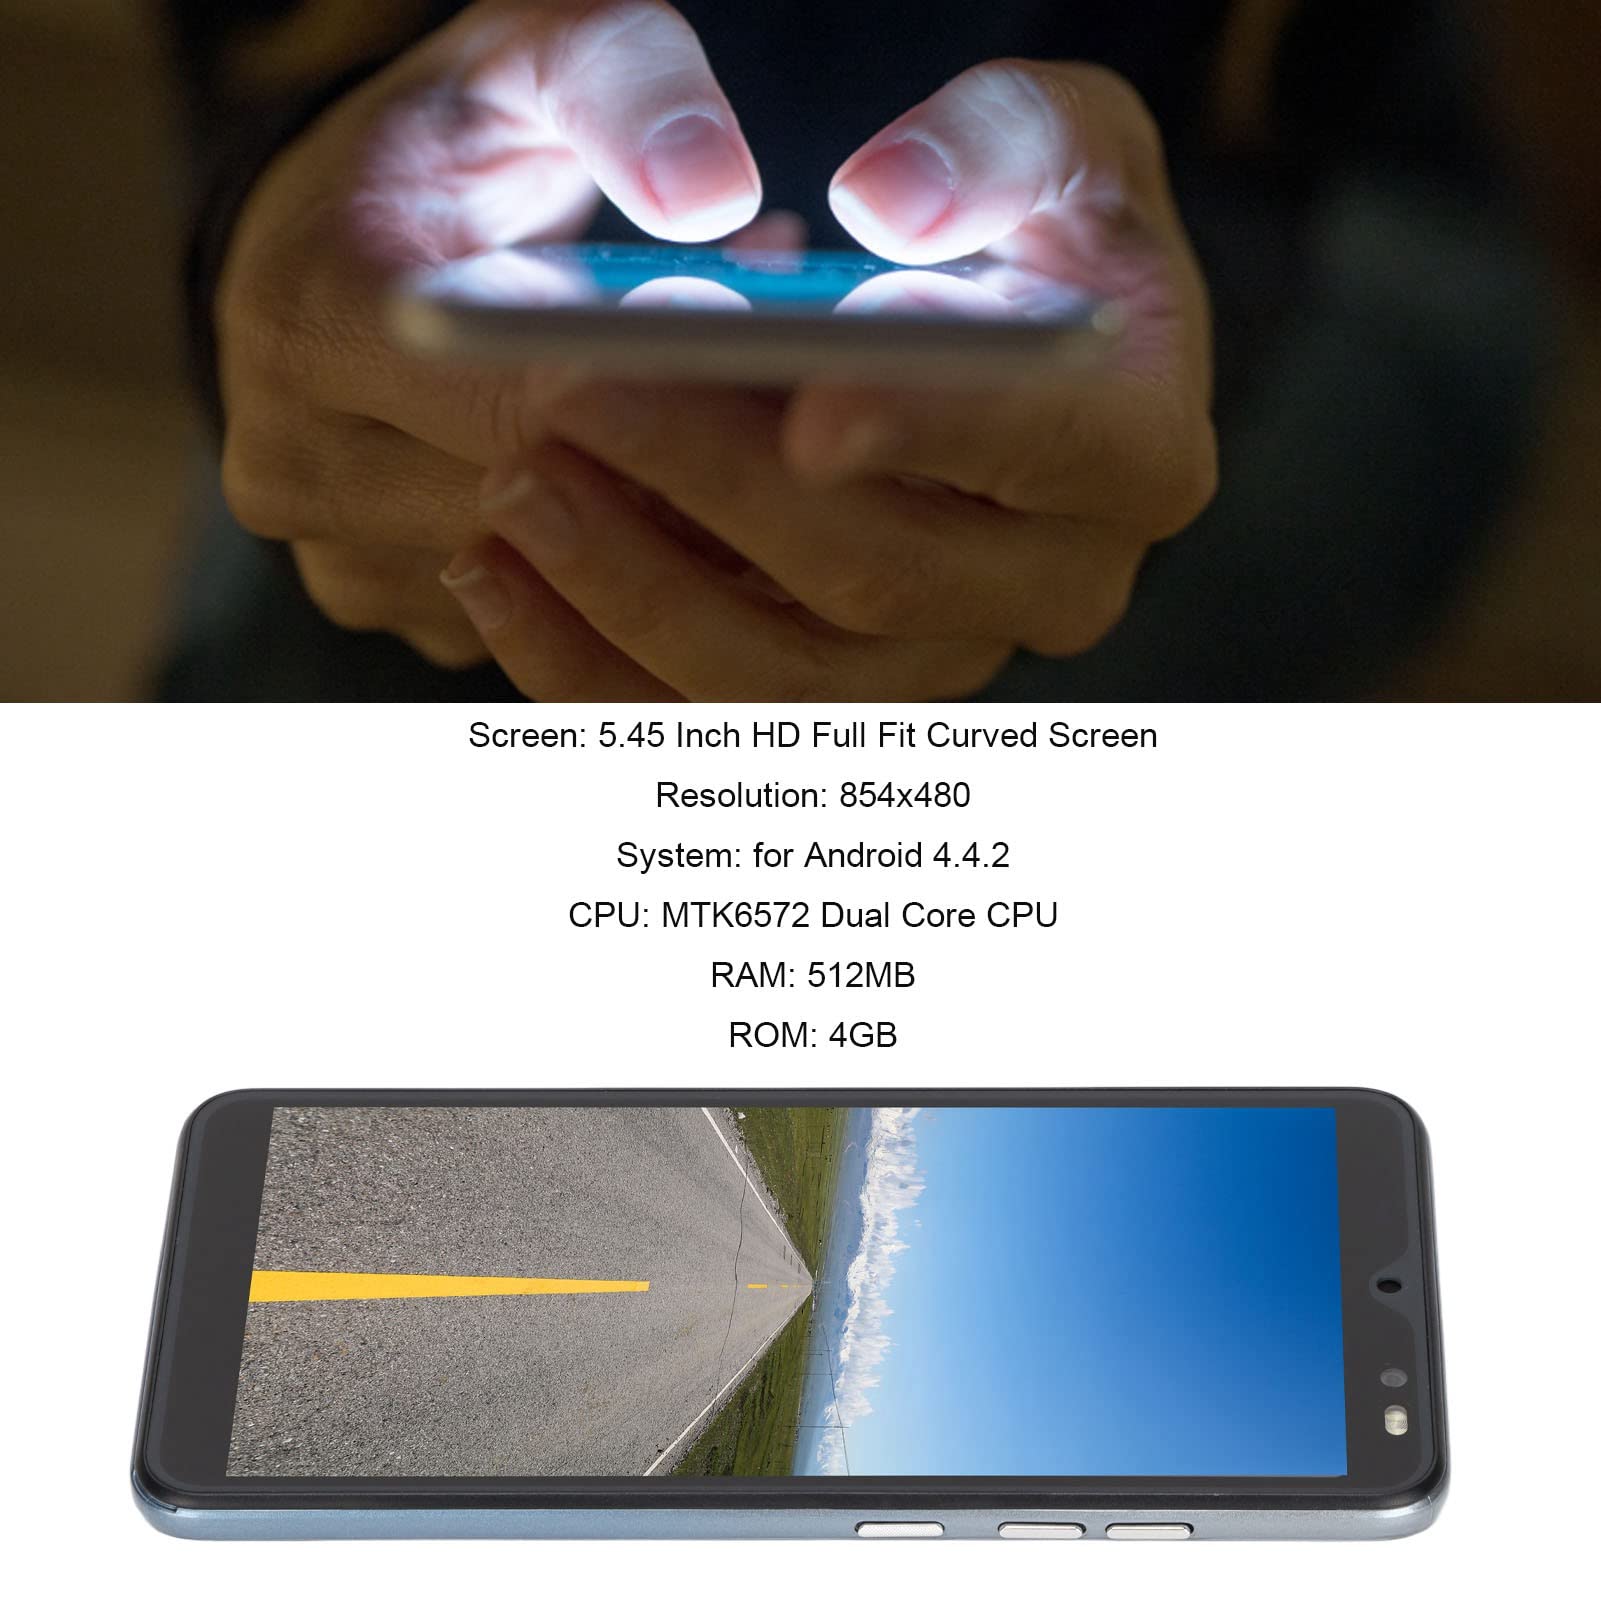 Screen: 5.45 Inch HD Full Fit Curved Screen
Resolution: 854x480
System: for Android 4.4.2
CPU: MTK6572 Dual Core CPU
RAM: 512MB
ROM: 4GB